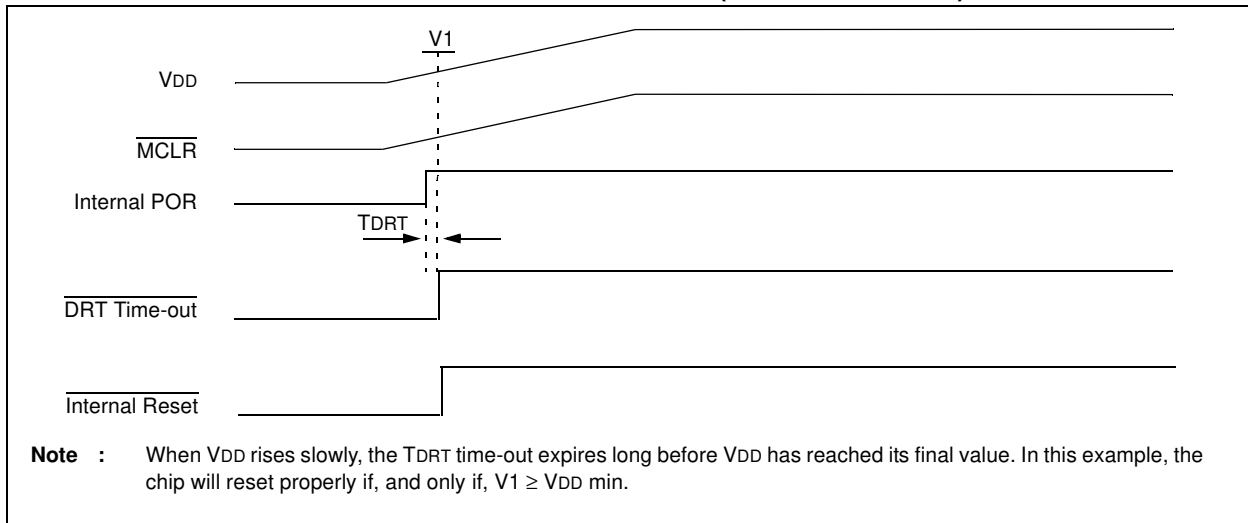 V1
VDD
MCLR
Internal POR
TDRT
DRT Time-out
Internal Reset
Note : When VDD rises slowly, the TDRT time-out expires long before VDD has reached its final value. In this example, the
chip will reset properly if, and only if, V1 ≥ VDD min.